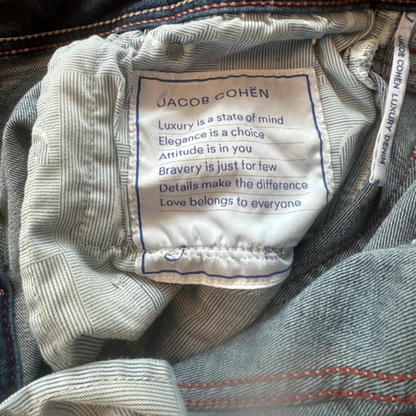 JACOB COHËN
Luxury is a state of mind
Elegance is a choice
Attitude is in you
Bravery is just for few
Details make the difference
Love belongs to everyone
JACOB COHËN LUXURY DENIM